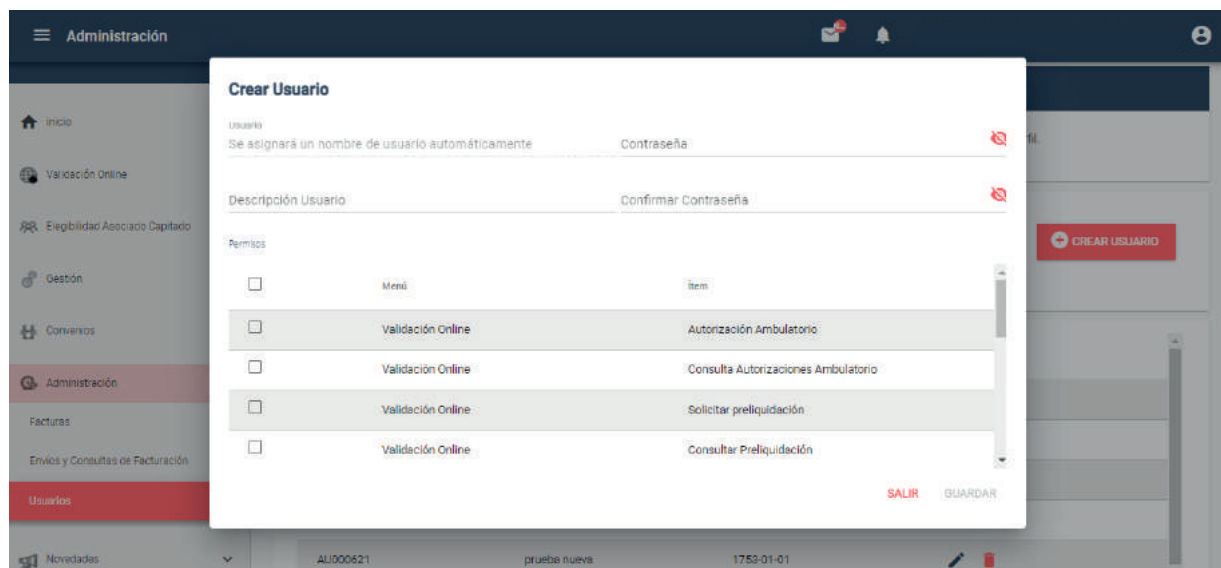 Administración
Crear Usuario
Inicio
Usuario
Se asignará un nombre de usuario automáticamente
Contraseña
fil.
Validación Online
Descripción Usuario
Confirmar Contraseña
Elegibilidad Asociado Capitado
Permisos
CREAR USUARIO
Gestión
Menú
Ítem
Convenios
Validación Online
Autorización Ambulatorio
Validación Online
Consulta Autorizaciones Ambulatorio
Administración
Validación Online
Solicitar preliquidación
Facturas
Validación Online
Consultar Preliquidación
Envíos y Consultas de Facturación
Usuarios
SALIR
GUARDAR
Novedades
AU000621
prueba nueva
1753-01-01